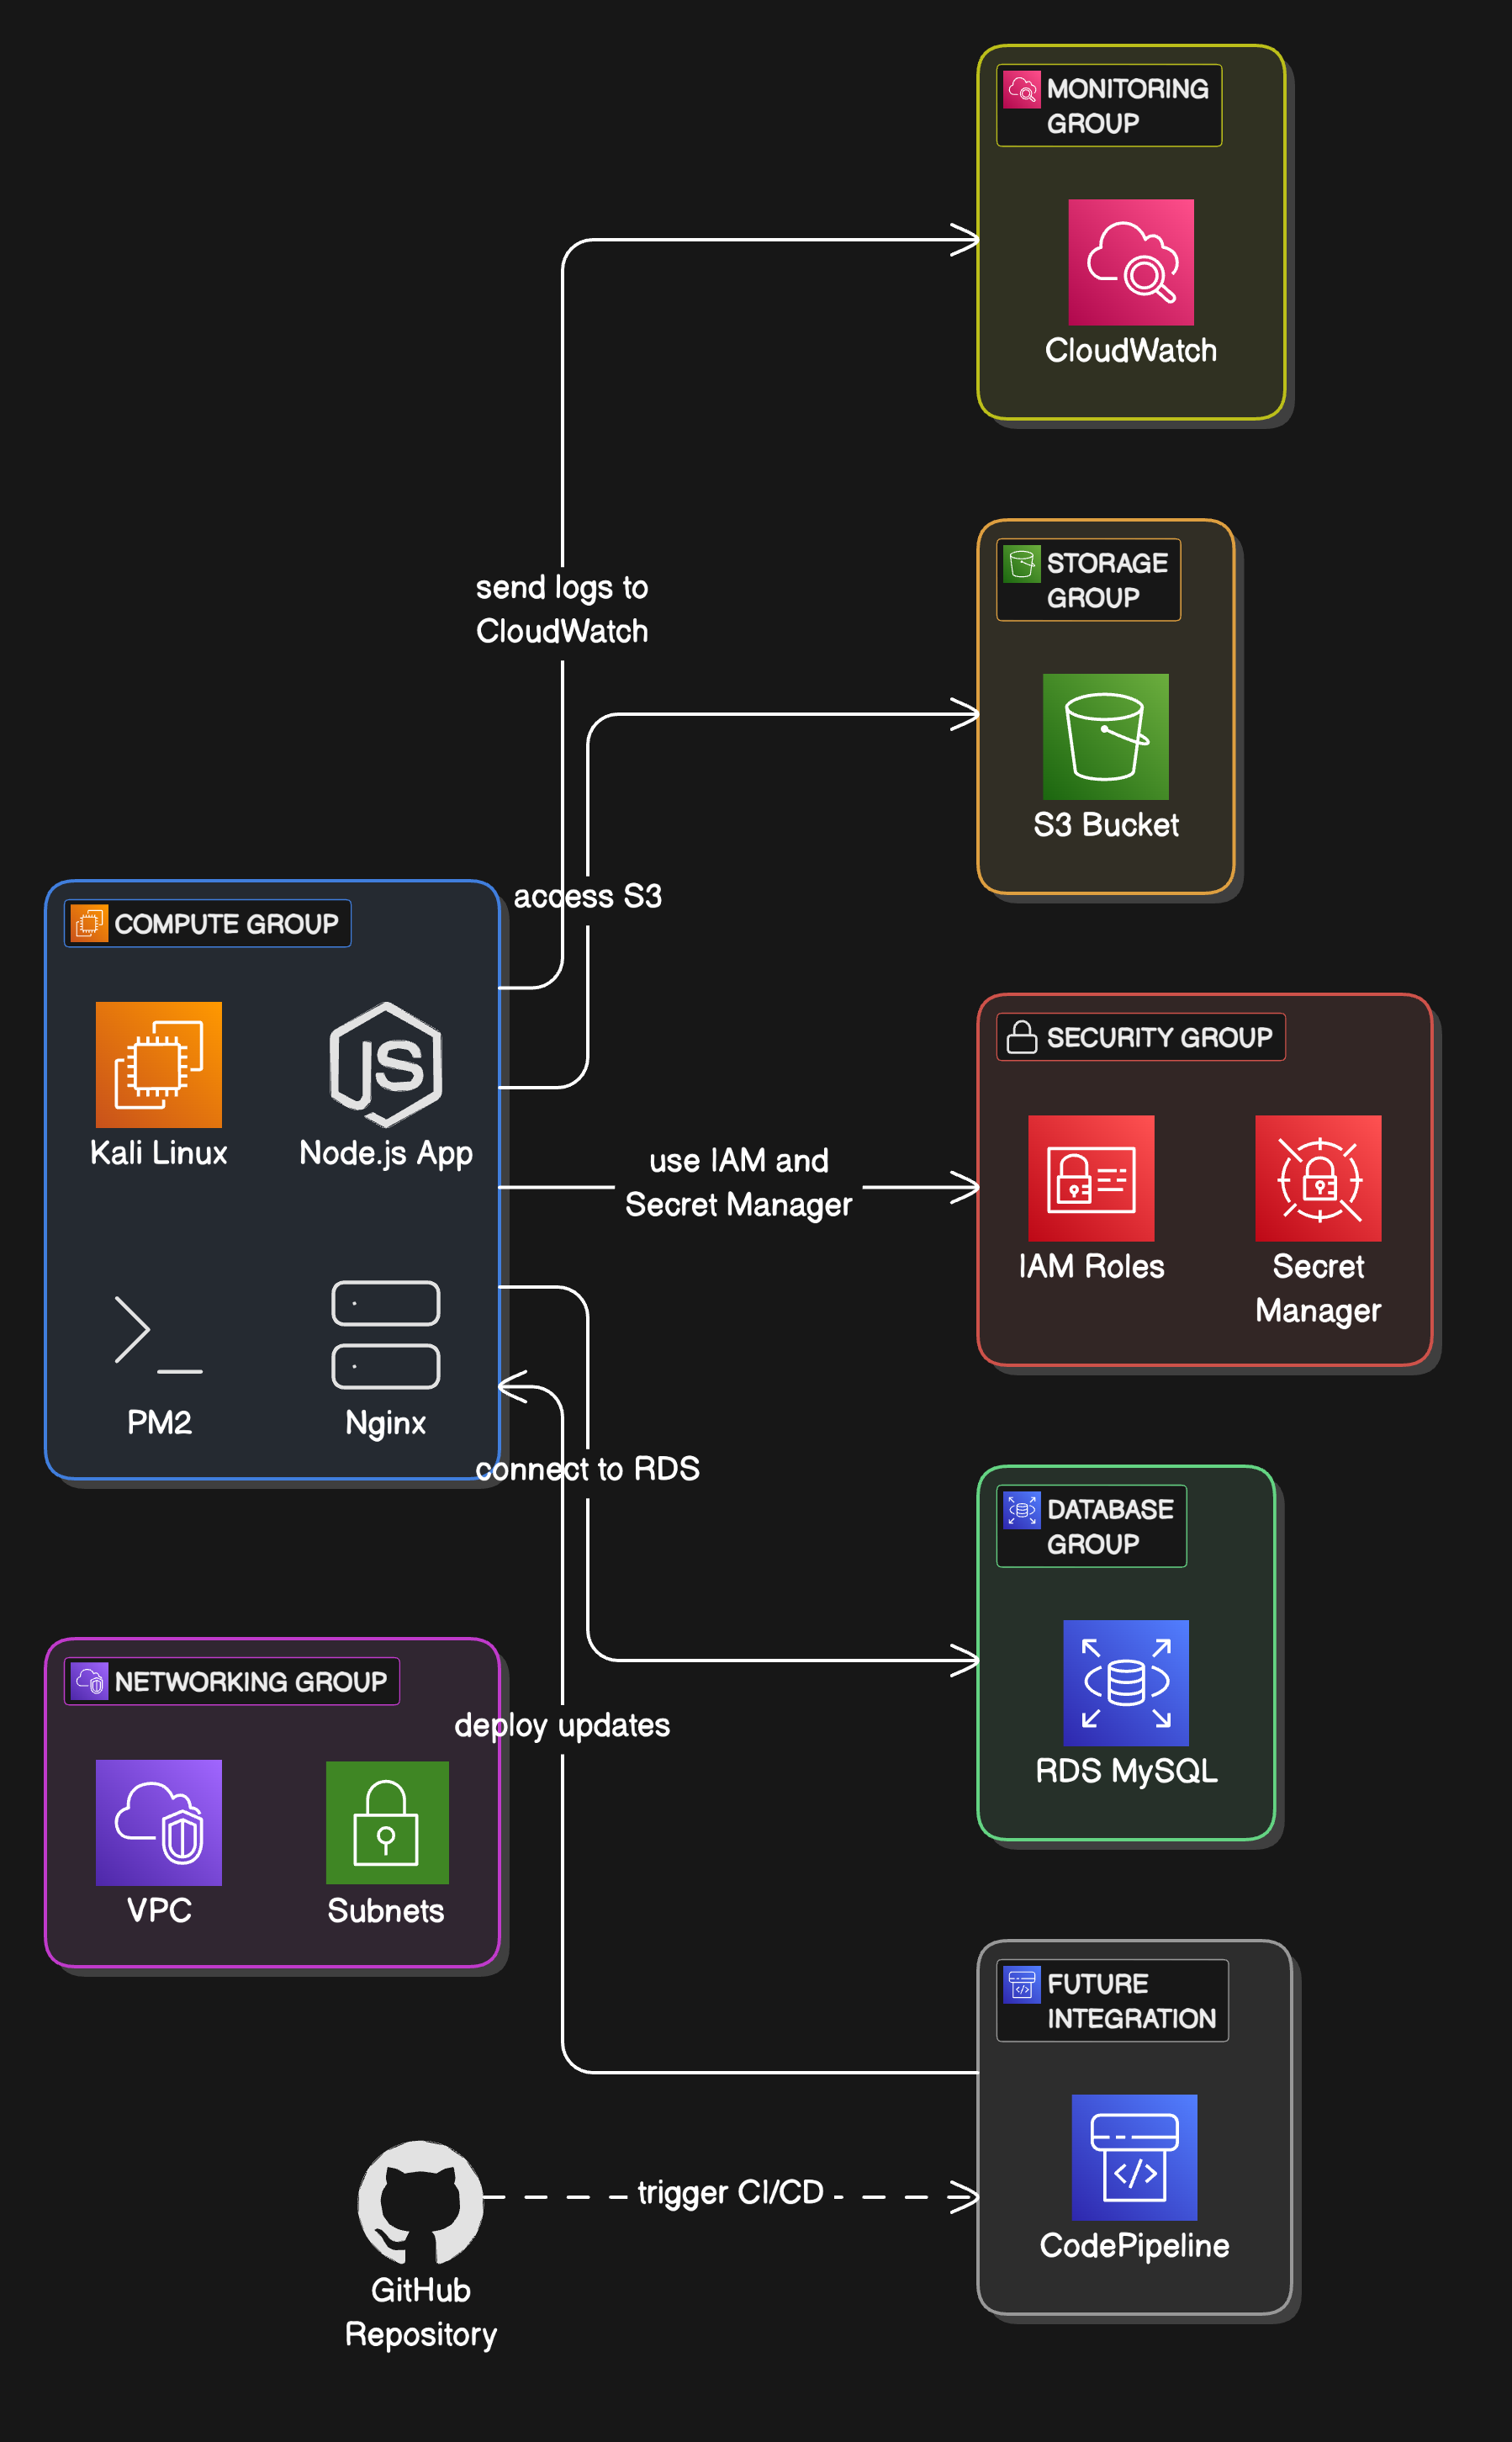 MONITORING
GROUP
CloudWatch
send logs to
CloudWatch
STORAGE
GROUP
S3 Bucket
access S3
COMPUTE GROUP
Kali Linux
Node.js App
PM2
Nginx
use IAM and
Secret Manager
SECURITY GROUP
IAM Roles
Secret
Manager
connect to RDS
DATABASE
GROUP
RDS MySQL
NETWORKING GROUP
VPC
Subnets
deploy updates
FUTURE
INTEGRATION
CodePipeline
trigger CI/CD
GitHub
Repository